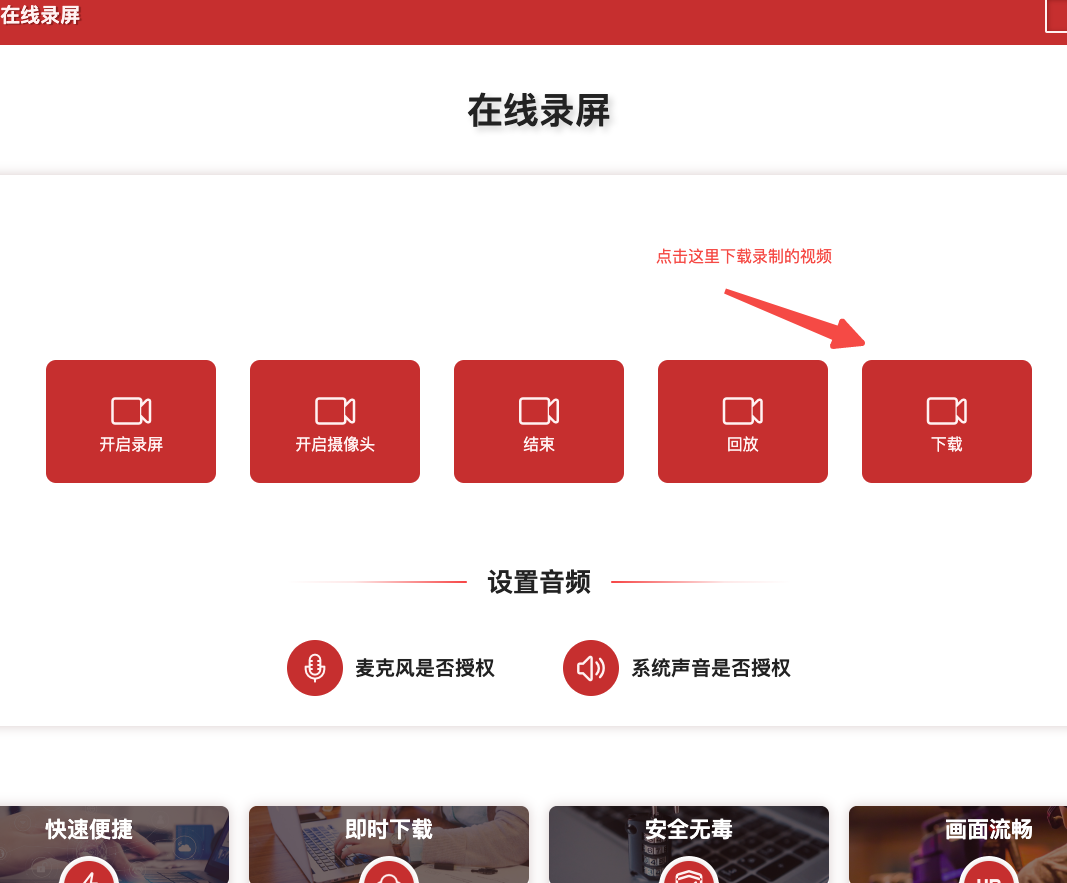 在线录屏
在线录屏
点击这里下载录制的视频
开启录屏
开启摄像头
结束
回放
下载
设置音频
麦克风是否授权
系统声音是否授权
快速便捷
即时下载
安全无毒
画面流畅